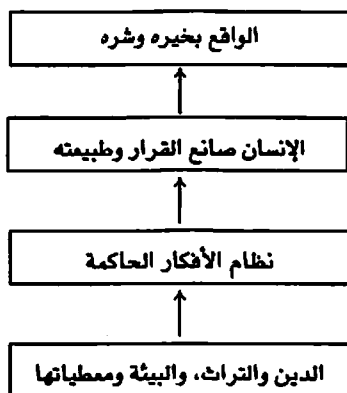 الواقع بخيره وشره
الإنسان صانع القرار وطبيعته
نظام الأفكار الحاكمة
الدين والتراث، والبيئة ومعطياتها